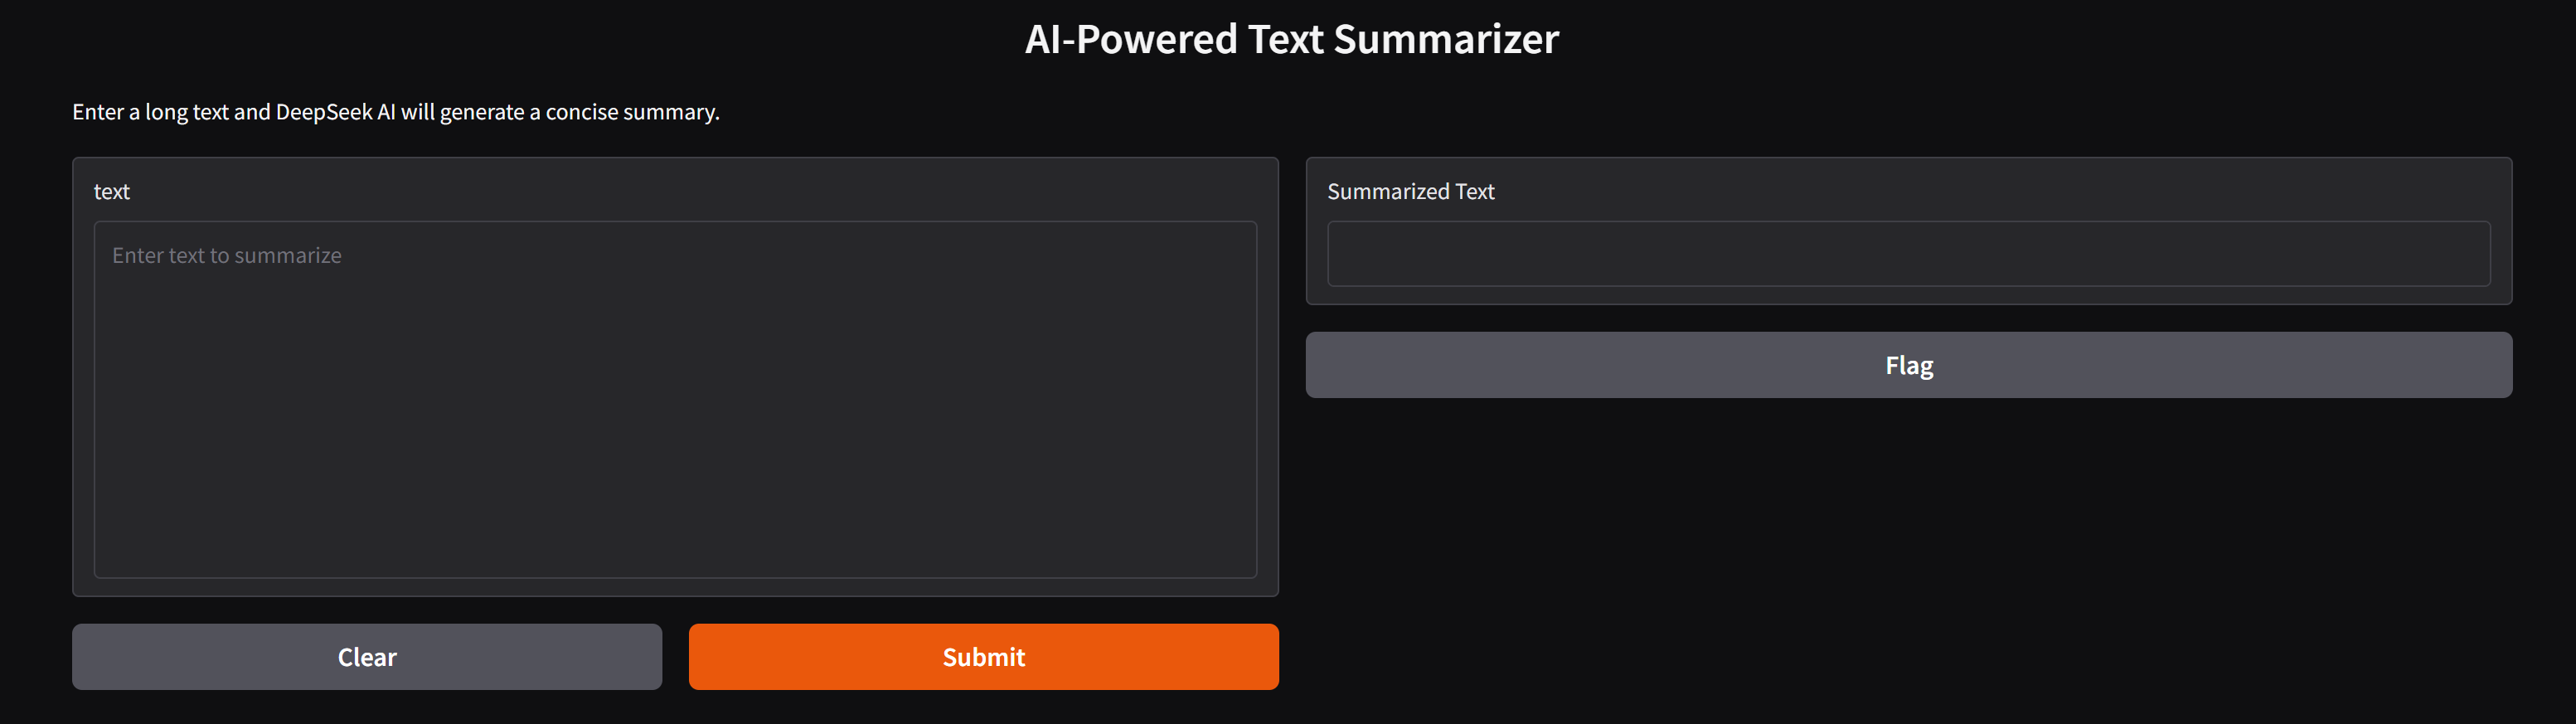 AI-Powered Text Summarizer
Enter a long text and DeepSeek AI will generate a concise summary.
text
Enter text to summarize
Clear
Submit
Summarized Text
Flag